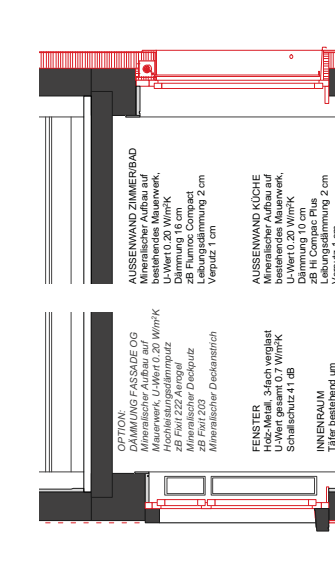 AUSSENWAND ZIMMER/BAD
Mineralischer Aufbau auf
bestehendes Mauerwerk,
U-Wert 0.20 W/m²K
Dämmung 16 cm
zB Flumroc Compact
Leibungsdämmung 2 cm
Verputz 1 cm
AUSSENWAND KÜCHE
Mineralischer Aufbau auf
bestehendes Mauerwerk,
U-Wert 0.20 W/m²K
Dämmung 10 cm
zB Hi Compac Plus
Leibungsdämmung 2 cm
OPTION:
DÄMMUNG FASSADE OG
Mineralischer Aufbau auf
Mauerwerk, U-Wert 0.20 W/m²K
Hochleistungsdämmputz
zB Fixit 222 Aerogel
Mineralischer Deckputz
zB Fixit 203
Mineralischer Deckanstrich
FENSTER
Holz-Metall, 3-fach verglast
U-Wert gesamt 0.7 W/m²K
Schallschutz 41 dB
INNENRAUM
Täfer bestehend um